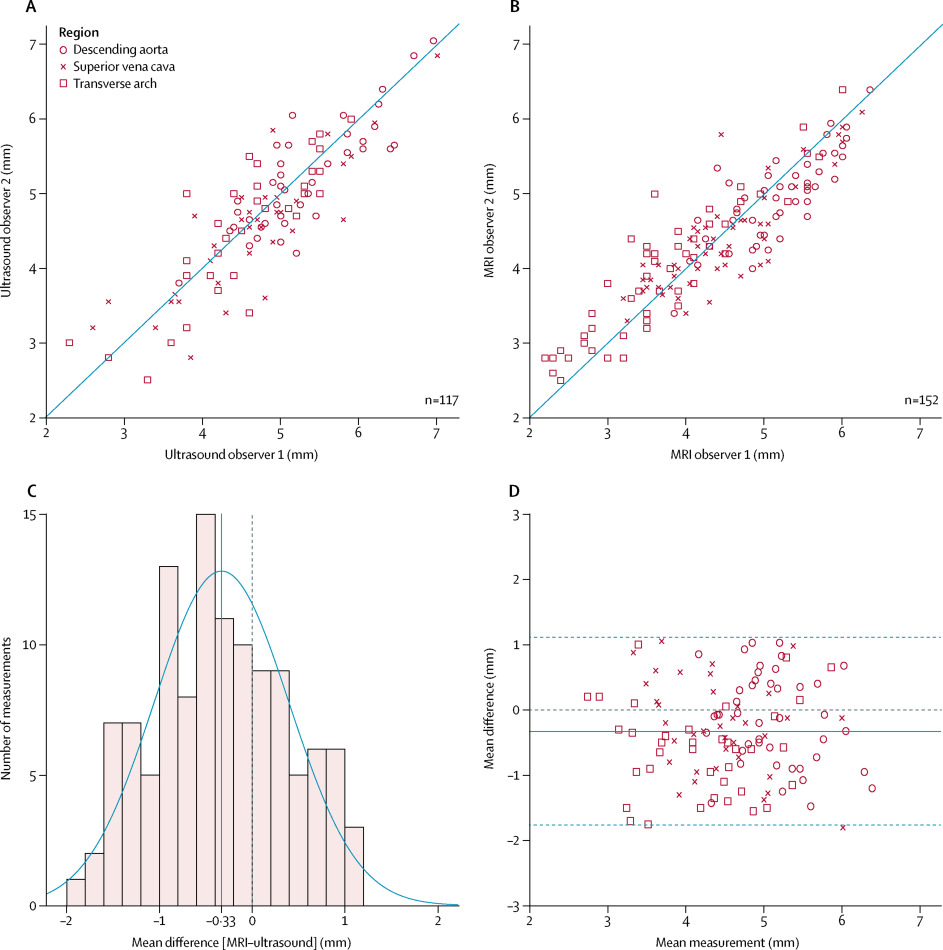 A
7
6
5
4
3
2
Ultrasound observer 2 (mm)
Region
Descending aorta
Superior vena cava
Transverse arch
n=117
2 3 4 5 6 7
Ultrasound observer 1 (mm)
B
7
6
5
4
3
2
MRI observer 2 (mm)
n=152
2 3 4 5 6 7
MRI observer 1 (mm)
C
15
10
5
0
Number of measurements
–2 –1 –0·33 0 1 2
Mean difference [MRI–ultrasound] (mm)
D
3
2
1
0
–1
–2
–3
Mean difference (mm)
2 3 4 5 6 7
Mean measurement (mm)